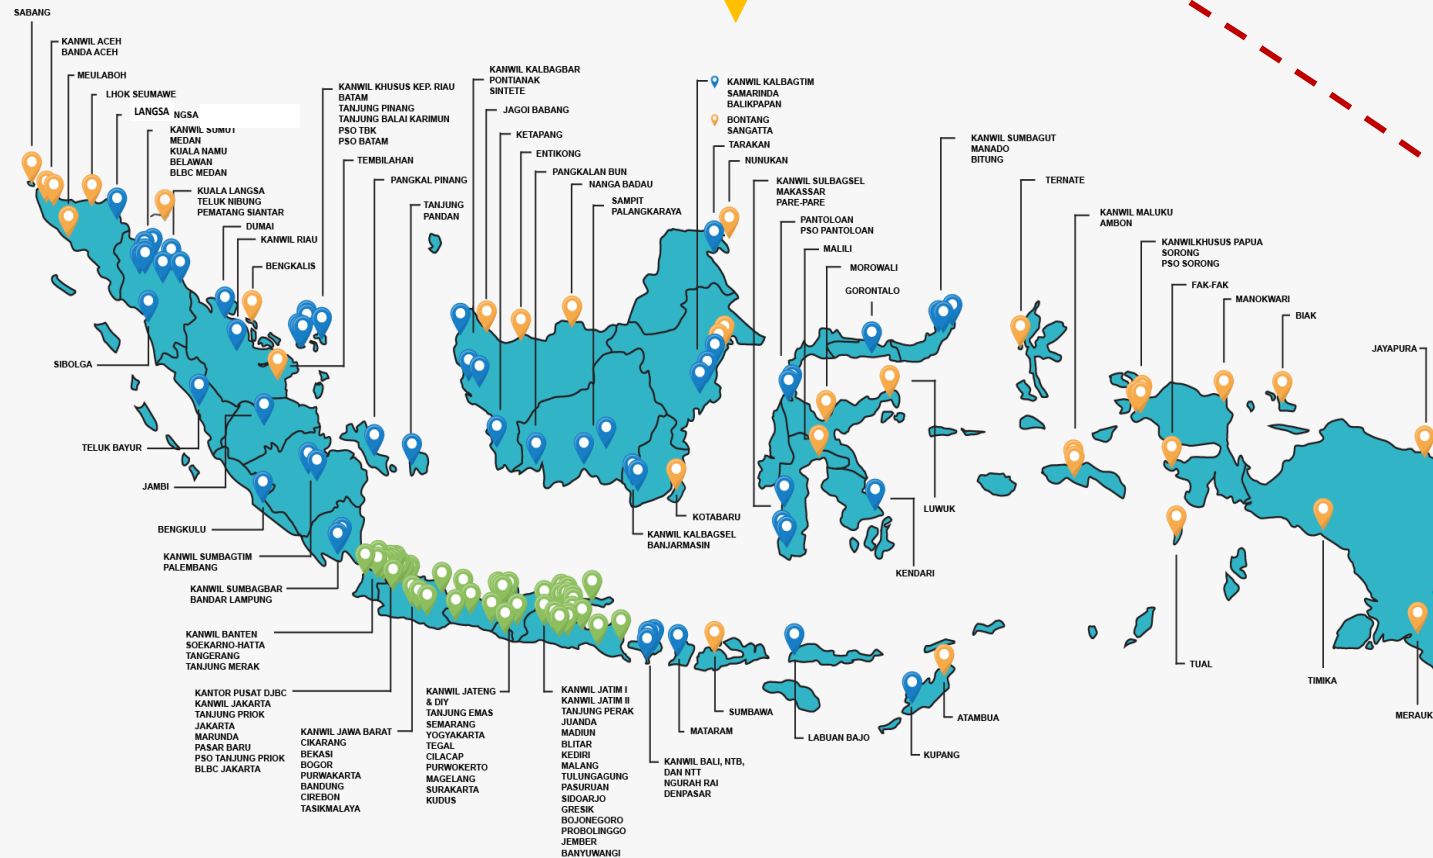 SABANG
KANWIL ACEH
BANDA ACEH
MEULABOH
LHOK SEUMAWE
LANGSA NGSA
KANWIL SUMUT
MEDAN
KUALA NAMU
BELAWAN
BLBC MEDAN
KUALA LANGSA
TELUK NIBUNG
PEMATANG SIANTAR
DUMAI
KANWIL RIAU
BENGKALIS
KANWIL KHUSUS KEP. RIAU
BATAM
TANJUNG PINANG
TANJUNG BALAI KARIMUN
PSO TBK
PSO BATAM
TEMBILAHAN
PANGKAL PINANG
TANJUNG
PANDAN
KANWIL KALBAGBAR
PONTIANAK
SINTETE
JAGOI BABANG
KETAPANG
ENTIKONG
PANGKALAN BUN
NANGA BADAU
SAMPIT
PALANGKARAYA
KANWIL KALBAGTIM
SAMARINDA
BALIKPAPAN
BONTANG
SANGATTA
TARAKAN
NUNUKAN
KANWIL SULBAGSEL
MAKASSAR
PARE-PARE
PANTOLOAN
PSO PANTOLOAN
MALILI
MOROWALI
GORONTALO
KANWIL SUMBAGUT
MANADO
BITUNG
TERNATE
KANWIL MALUKU
AMBON
KANWILKHUSUS PAPUA
SORONG
PSO SORONG
FAK-FAK
MANOKWARI
BIAK
JAYAPURA
SIBOLGA
TELUK BAYUR
JAMBI
BENGKULU
KANWIL SUMBAGTIM
PALEMBANG
KANWIL SUMBAGBAR
BANDAR LAMPUNG
KANWIL BANTEN
SOEKARNO-HATTA
TANGERANG
TANJUNG MERAK
KANTOR PUSAT DJBC
KANWIL JAKARTA
TANJUNG PRIOK
JAKARTA
MARUNDA
PASAR BARU
PSO TANJUNG PRIOK
BLBC JAKARTA
KANWIL JAWA BARAT
CIKARANG
BEKASI
BOGOR
PURWAKARTA
BANDUNG
CIREBON
TASIKMALAYA
KANWIL JATENG
& DIY
TANJUNG EMAS
SEMARANG
YOGYAKARTA
TEGAL
CILACAP
PURWOKERTO
MAGELANG
SURAKARTA
KUDUS
KANWIL JATIM I
KANWIL JATIM II
TANJUNG PERAK
JUANDA
MADIUN
BLITAR
KEDIRI
MALANG
TULUNGAGUNG
PASURUAN
SIDOARJO
GRESIK
BOJONEGORO
PROBOLINGGO
JEMBER
BANYUWANGI
KANWIL BALI, NTB,
DAN NTT
NGURAH RAI
DENPASAR
MATARAM
SUMBAWA
LABUAN BAJO
KUPANG
ATAMBUA
KOTABARU
KANWIL KALBAGSEL
BANJARMASIN
LUWUK
KENDARI
TUAL
TIMIKA
MERAUK